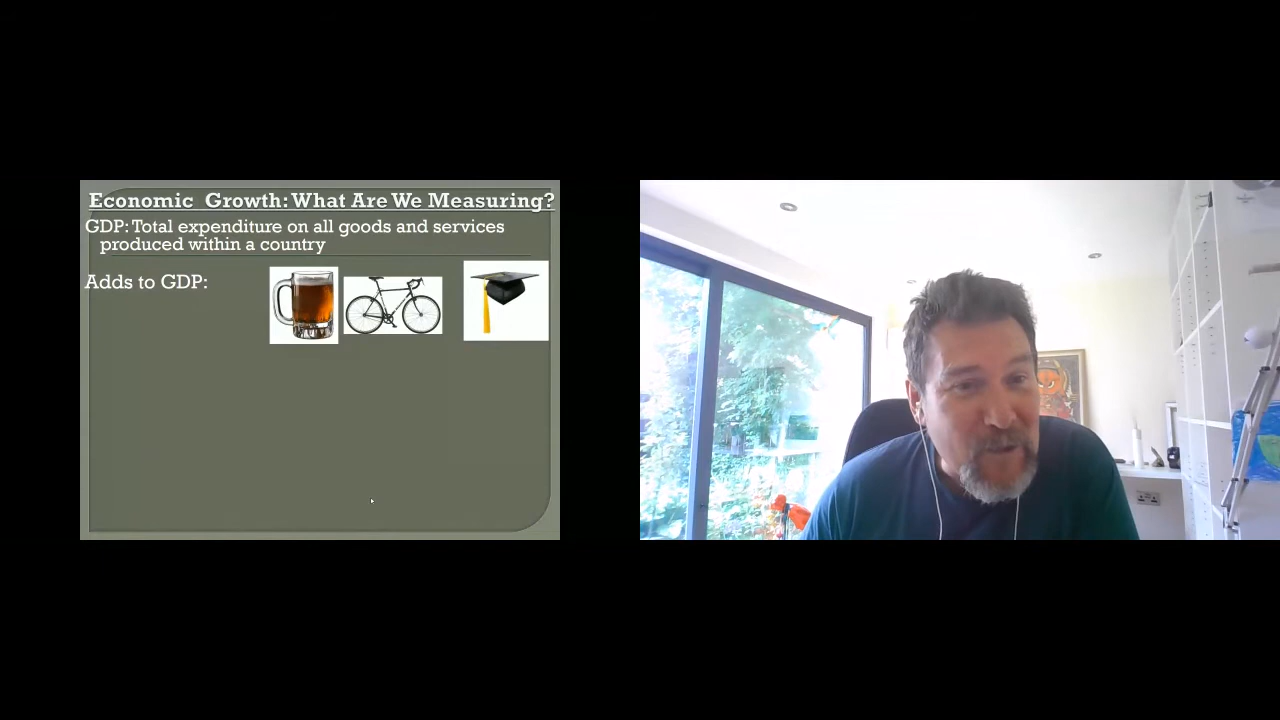 Economic Growth: What Are We Measuring?
GDP: Total expenditure on all goods and services
produced within a country
Adds to GDP: